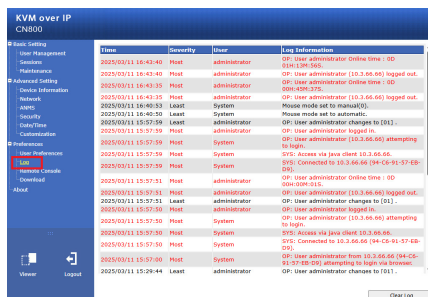 KVM over IP
CN800
Basic Setting
User Management
Sessions
Maintenance
Advanced Setting
Device Information
Network
ANMS
Security
Date/Time
Customization
Preferences
User Preferences
Log
Remote Console
Download
About
Viewer
Logout
Time Severity User Log Information
2025/03/11 16:43:40 Most administrator OP: User administrator Online time : 0D
01H:13M:56S.
2025/03/11 16:43:40 Most administrator OP: User administrator (10.3.66.66) logged out.
2025/03/11 16:43:35 Most administrator OP: User administrator Online time : 0D
00H:45M:37S.
2025/03/11 16:43:35 Most administrator OP: User administrator (10.3.66.66) logged out.
2025/03/11 16:40:53 Least System Mouse mode set to manual(0).
2025/03/11 16:40:50 Least System Mouse mode set to automatic.
2025/03/11 15:57:59 Least administrator OP: User administrator changes to [01] .
2025/03/11 15:57:59 Most administrator OP: User administrator logged in.
2025/03/11 15:57:59 Most System OP: User administrator (10.3.66.66) attempting
to login.
2025/03/11 15:57:59 Most System SYS: Access via java client 10.3.66.66.
2025/03/11 15:57:59 Most System SYS: Connected to 10.3.66.66 (94-C6-91-57-EB-
D9).
2025/03/11 15:57:51 Most administrator OP: User administrator Online time : 0D
00H:00M:01S.
2025/03/11 15:57:51 Most administrator OP: User administrator (10.3.66.66) logged out.
2025/03/11 15:57:51 Least administrator OP: User administrator changes to [01] .
2025/03/11 15:57:50 Most administrator OP: User administrator logged in.
2025/03/11 15:57:50 Most System OP: User administrator (10.3.66.66) attempting
to login.
2025/03/11 15:57:50 Most System SYS: Access via java client 10.3.66.66.
2025/03/11 15:57:50 Most System SYS: Connected to 10.3.66.66 (94-C6-91-57-EB-
D9).
2025/03/11 15:57:00 Most System OP: User administrator from 10.3.66.66 (94-C6-
91-57-EB-D9) attempting to login via browser.
2025/03/11 15:29:44 Least administrator OP: User administrator changes to [01] .
Clear Log